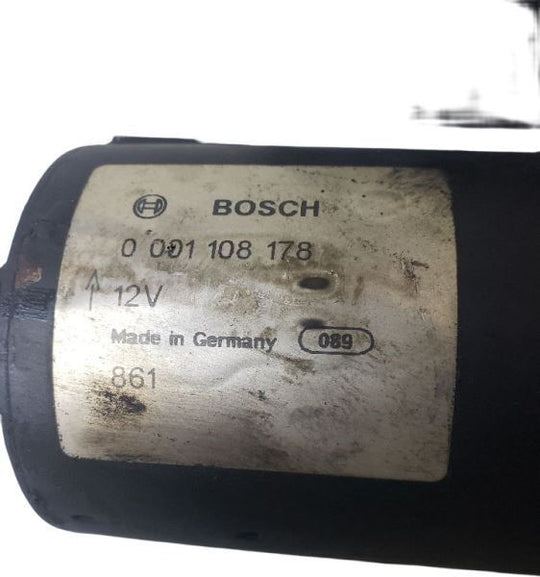 BOSCH
0 001 108 178
12V
Made in Germany 089
861